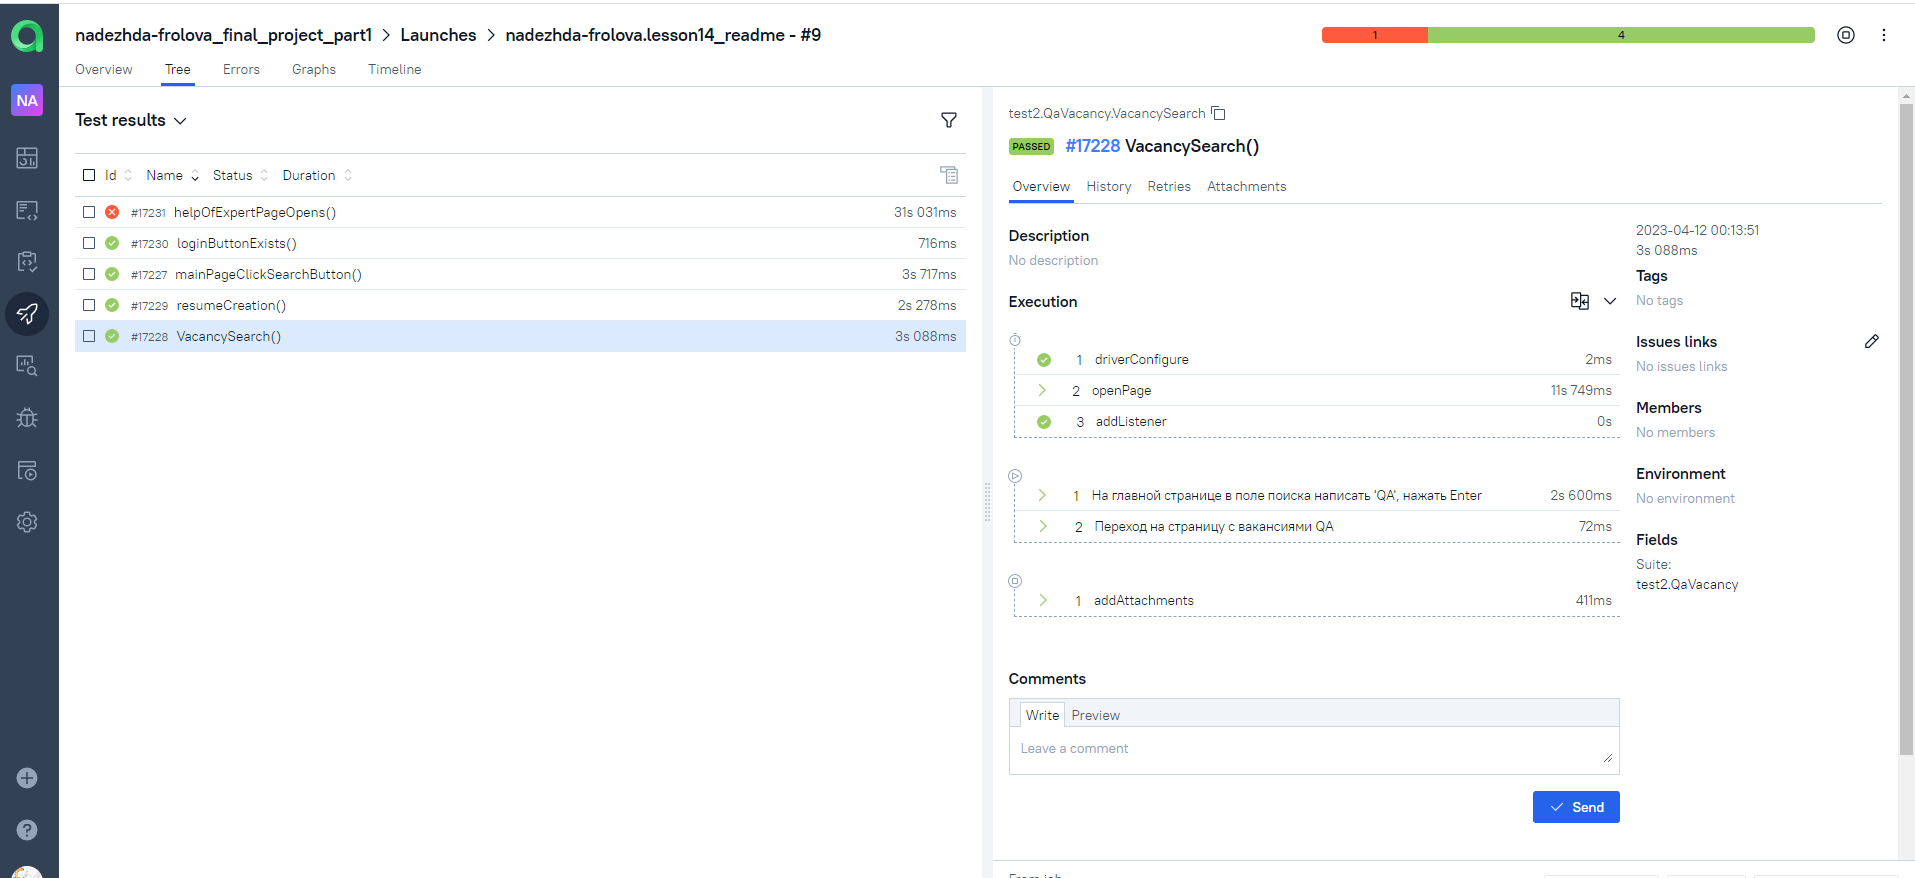 nadezhda-frolova_final_project_part1 > Launches > nadezhda-frolova.lesson14_readme - #9
1
4
Overview Tree Errors Graphs Timeline
NA
Test results
Id Name Status Duration
#17231 helpOfExpertPageOpens() 31s 031ms
#17230 loginButtonExists() 716ms
#17227 mainPageClickSearchButton() 3s 717ms
#17229 resumeCreation() 2s 278ms
#17228 VacancySearch() 3s 088ms
test2.QaVacancy.VacancySearch
PASSED #17228 VacancySearch()
Overview History Retries Attachments
Description
No description
Execution
1 driverConfigure 2ms
2 openPage 11s 749ms
3 addListener 0s
1 На главной странице в поле поиска написать 'QA', нажать Enter 2s 600ms
2 Переход на страницу с вакансиями QA 72ms
1 addAttachments 411ms
Comments
Write Preview
Leave a comment
Send
2023-04-12 00:13:51
3s 088ms
Tags
No tags
Issues links
No issues links
Members
No members
Environment
No environment
Fields
Suite:
test2.QaVacancy
From job